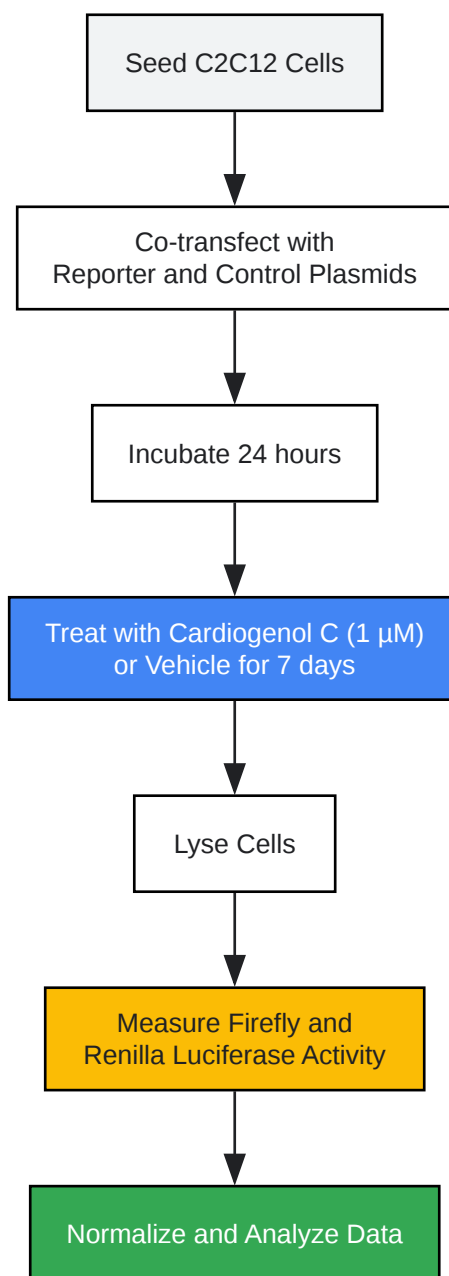 Seed C2C12 Cells
Co-transfect with
Reporter and Control Plasmids
Incubate 24 hours
Treat with Cardiogenol C (1 µM)
or Vehicle for 7 days
Lyse Cells
Measure Firefly and
Renilla Luciferase Activity
Normalize and Analyze Data